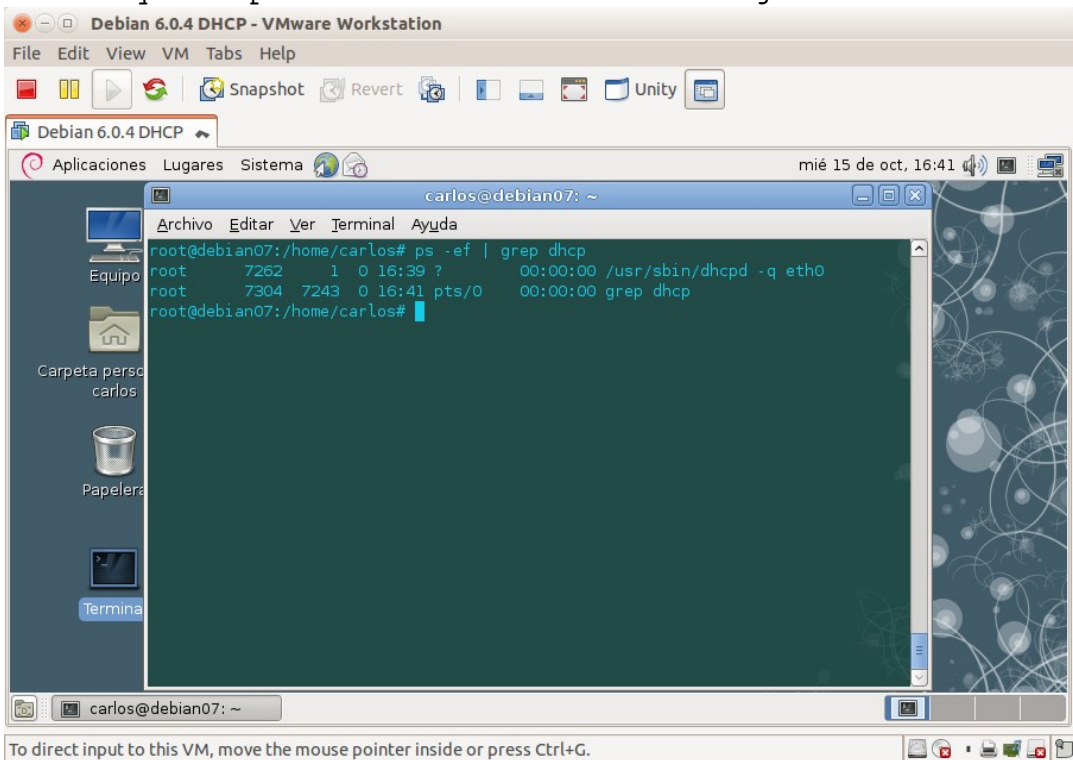 Debian 6.0.4 DHCP - VMware Workstation
File Edit View VM Tabs Help
Snapshot Revert Unity
Debian 6.0.4 DHCP
Aplicaciones Lugares Sistema mié 15 de oct, 16:41
carlos@debian07: ~
Archivo Editar Ver Terminal Ayuda
root@debian07:/home/carlos# ps -ef | grep dhcp
root 7262 1 0 16:39 ? 00:00:00 /usr/sbin/dhcpd -q eth0
root 7304 7243 0 16:41 pts/0 00:00:00 grep dhcp
root@debian07:/home/carlos#
Equipo
Carpeta perso
carlos
Papelera
Termina
carlos@debian07: ~
To direct input to this VM, move the mouse pointer inside or press Ctrl+G.